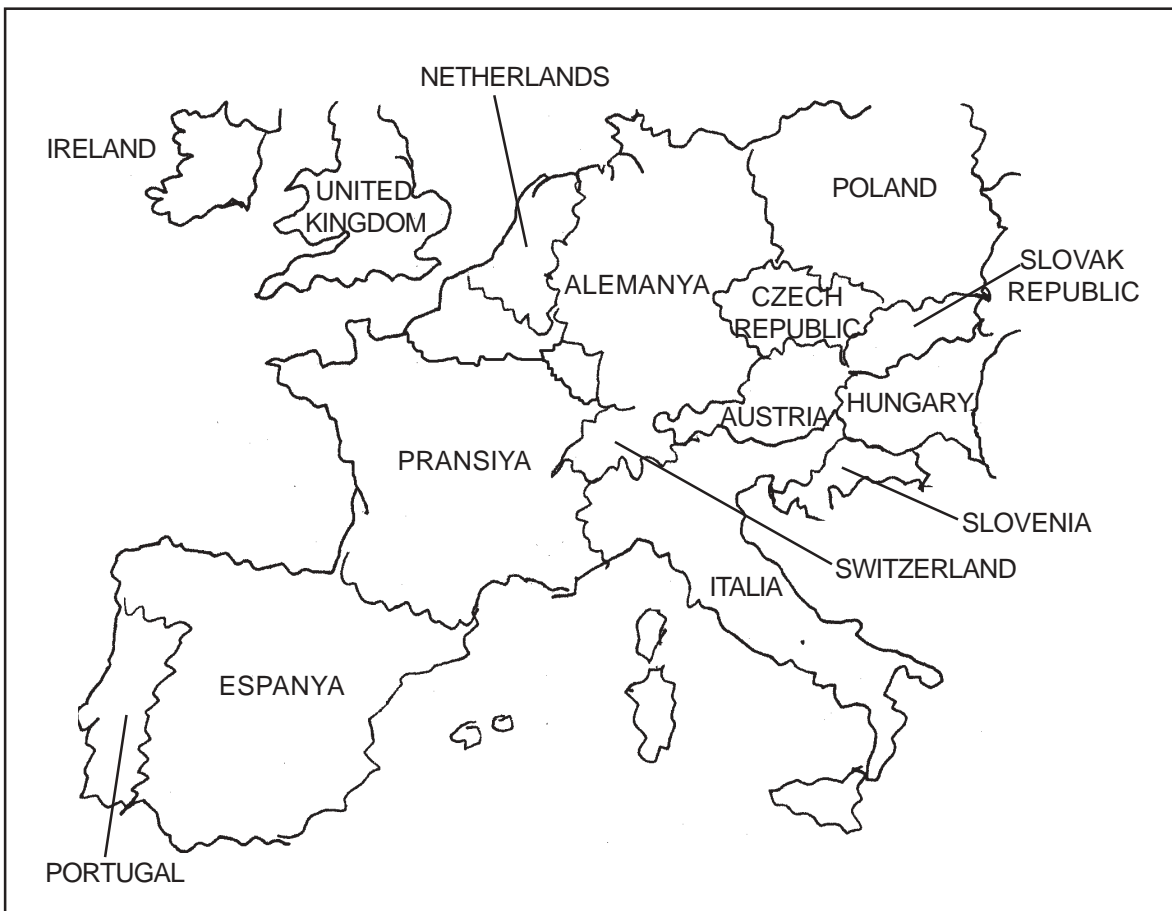 NETHERLANDS
IRELAND
UNITED
KINGDOM
POLAND
ALEMANYA
SLOVAK
REPUBLIC
CZECH
REPUBLIC
AUSTRIA
HUNGARY
PRANSIYA
SLOVENIA
SWITZERLAND
ITALIA
ESPANYA
PORTUGAL